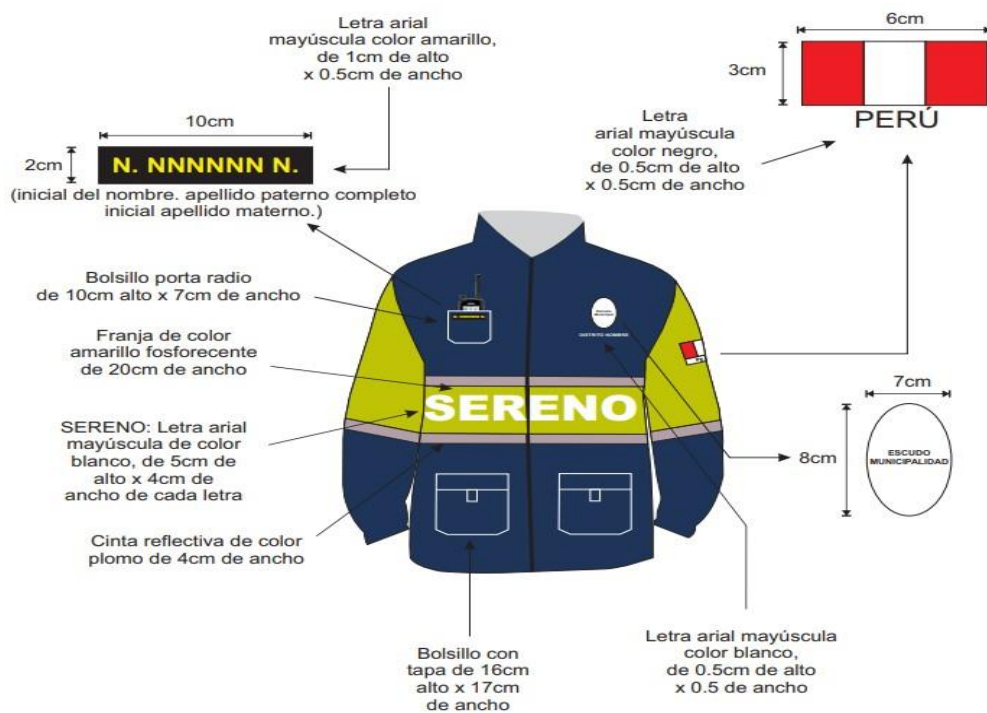 Letra arial
mayúscula color amarillo,
de 1cm de alto
x 0.5cm de ancho
6cm
3cm
PERÚ
Letra
arial mayúscula
color negro,
de 0.5cm de alto
x 0.5cm de ancho
10cm
2cm
N. NNNNNN N.
(inicial del nombre. apellido paterno completo
inicial apellido materno.)
Bolsillo porta radio
de 10cm alto x 7cm de ancho
N. NNNNNN N.
Escudo
Municipal
DISTRITO HOMBRE
Franja de color
amarillo fosforecente
de 20cm de ancho
SERENO
7cm
8cm
ESCUDO
MUNICIPALIDAD
SERENO: Letra arial
mayúscula de color
blanco, de 5cm de
alto x 4cm de
ancho de cada letra
Cinta reflectiva de color
plomo de 4cm de ancho
Bolsillo con
tapa de 16cm
alto x 17cm
de ancho
Letra arial mayúscula
color blanco,
de 0.5cm de alto
x 0.5 de ancho